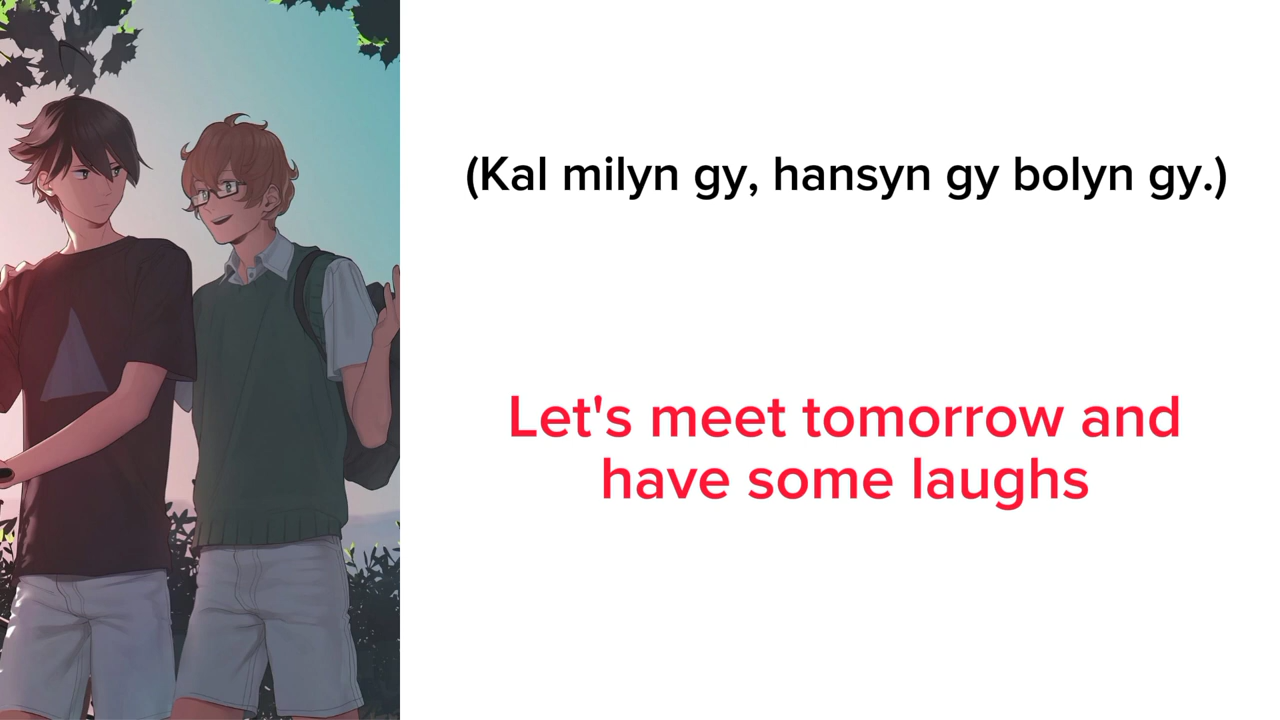 (Kal milyn gy, hansyn gy bolyn gy.)
Let's meet tomorrow and
have some laughs